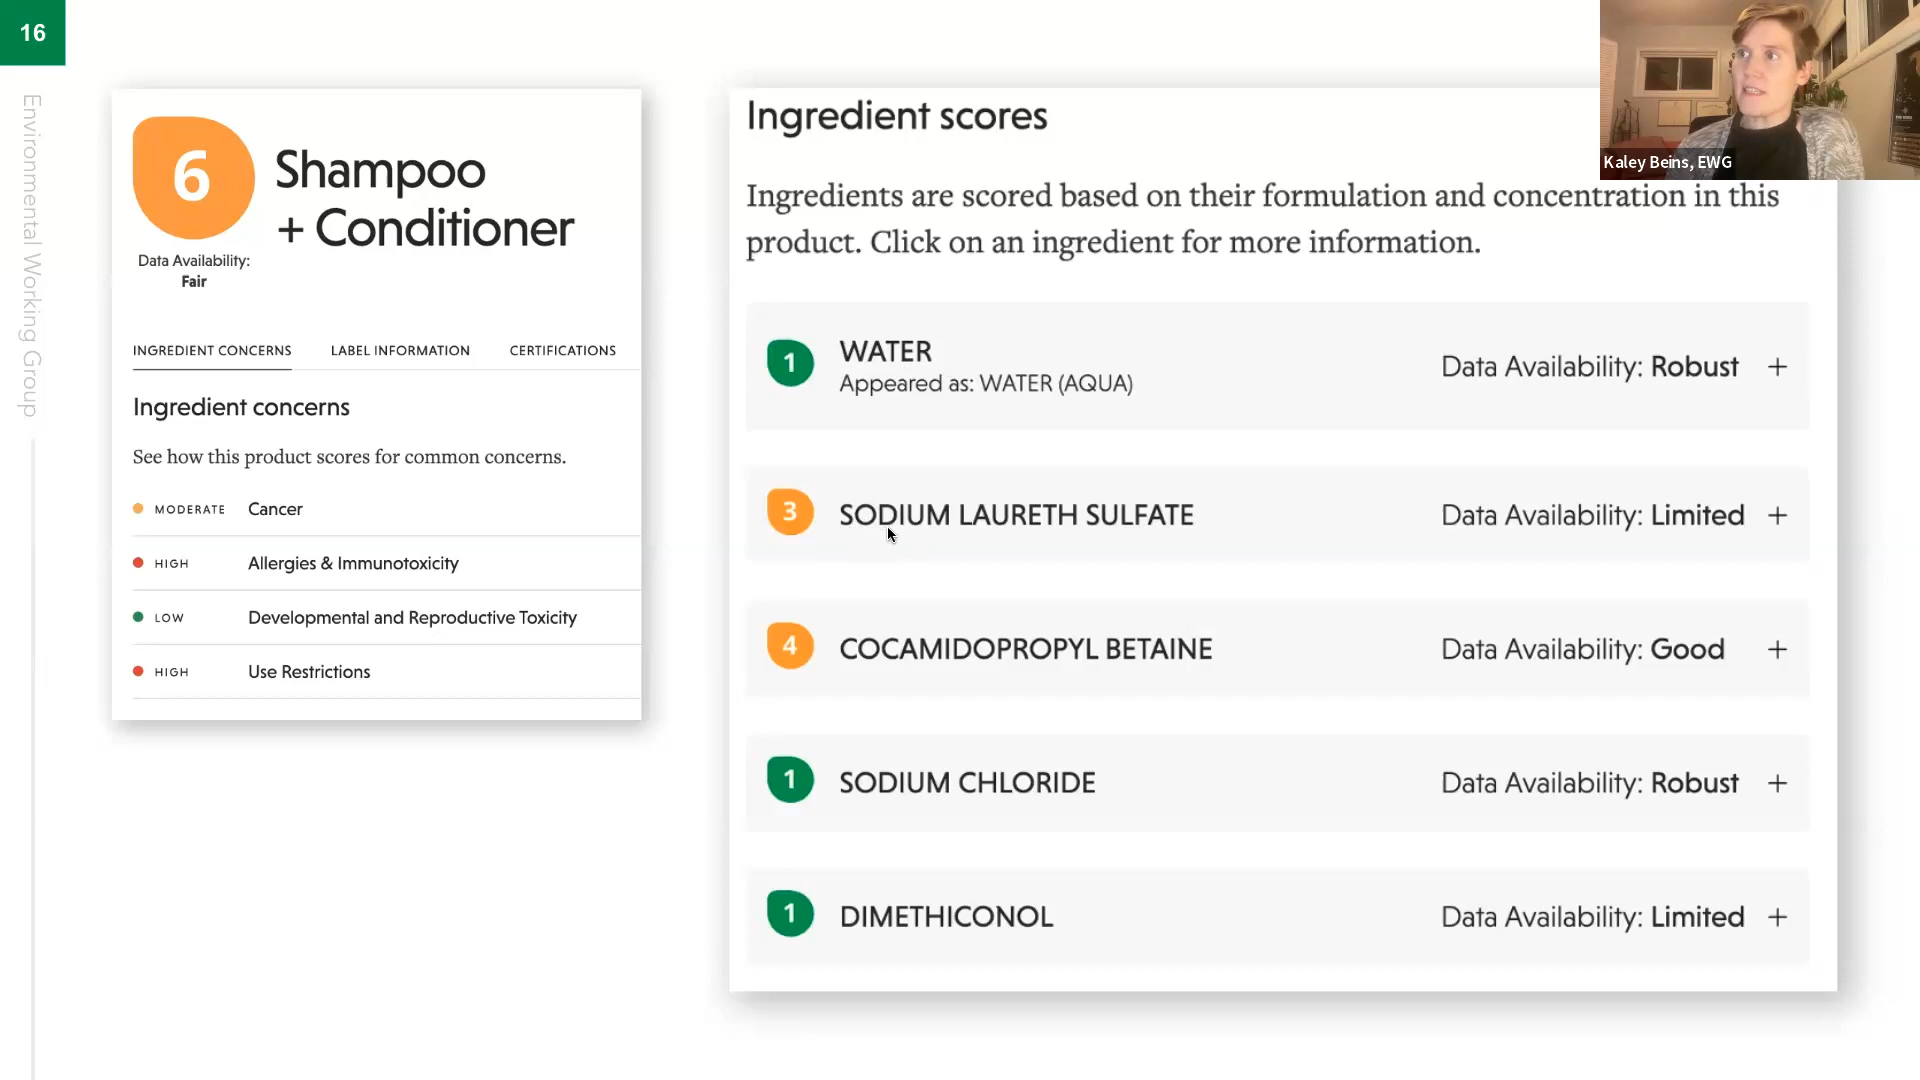 16
Environmental Working Group
6
Shampoo
+ Conditioner
Data Availability:
Fair
INGREDIENT CONCERNS LABEL INFORMATION CERTIFICATIONS
Ingredient concerns
See how this product scores for common concerns.
MODERATE Cancer
HIGH Allergies & Immunotoxicity
LOW Developmental and Reproductive Toxicity
HIGH Use Restrictions
Ingredient scores
Ingredients are scored based on their formulation and concentration in this
product. Click on an ingredient for more information.
1 WATER Data Availability: Robust +
Appeared as: WATER (AQUA)
3 SODIUM LAURETH SULFATE Data Availability: Limited +
4 COCAMIDOPROPYL BETAINE Data Availability: Good +
1 SODIUM CHLORIDE Data Availability: Robust +
1 DIMETHICONOL Data Availability: Limited +
Kaley Beins, EWG